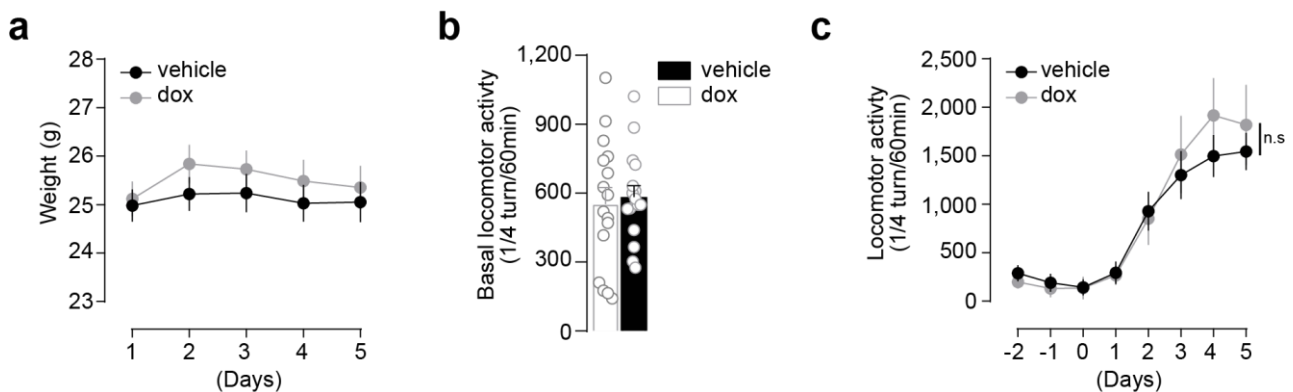 a
28
27
26
25
24
23
Weight (g)
vehicle
dox
1 2 3 4 5
(Days)
b
1,200
900
600
300
0
Basal locomotor activty
(1/4 turn/60min)
vehicle
dox
c
2,500
2,000
1,500
1,000
500
0
Locomotor activty
(1/4 turn/60min)
vehicle
dox
n.s
-2 -1 0 1 2 3 4 5
(Days)